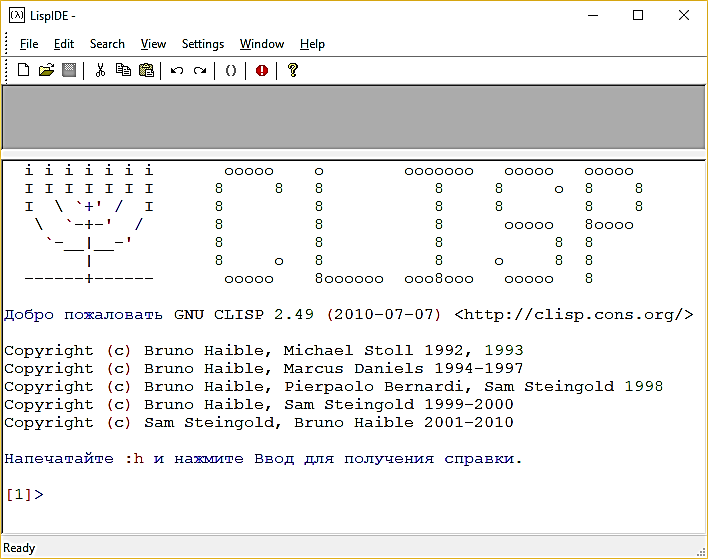 LispIDE -
File Edit Search View Settings Window Help
i i i i i i i       ooooo    o        ooooooo   ooooo   ooooo
I I I I I I I      8     8   8           8     8     o  8    8
I  \ `+' /  I      8         8           8     8        8    8
 \  `-+-'  /       8         8           8      ooooo   8oooo
  `-__|__-'        8         8           8           8  8
      |            8     o   8           8     o     8  8
------+------       ooooo    8oooooo  ooo8ooo   ooooo   8
Добро пожаловать GNU CLISP 2.49 (2010-07-07) <http://clisp.cons.org/>
Copyright (c) Bruno Haible, Michael Stoll 1992, 1993
Copyright (c) Bruno Haible, Marcus Daniels 1994-1997
Copyright (c) Bruno Haible, Pierpaolo Bernardi, Sam Steingold 1998
Copyright (c) Bruno Haible, Sam Steingold 1999-2000
Copyright (c) Sam Steingold, Bruno Haible 2001-2010
Напечатайте :h и нажмите Ввод для получения справки.
[1]>
Ready